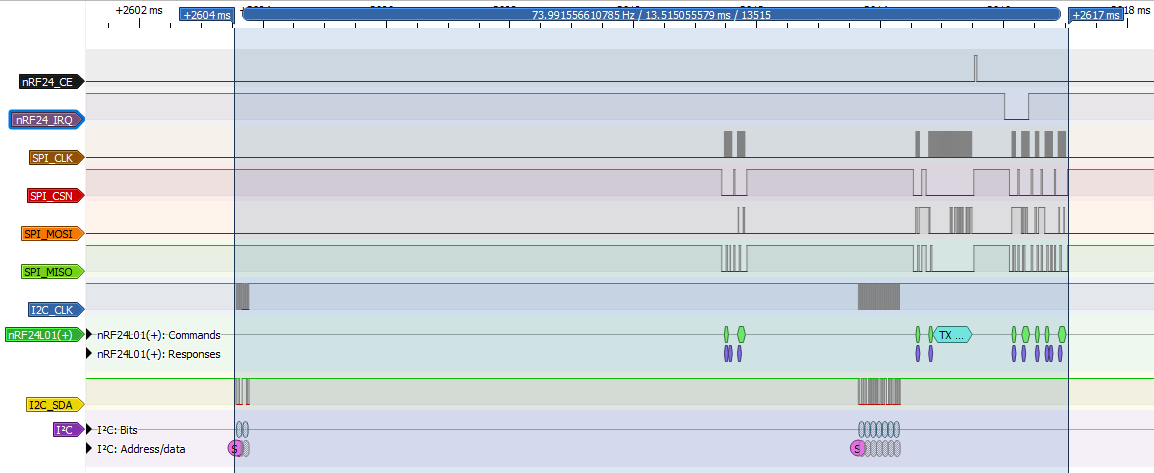 +2602 ms
+2604 ms
73.991556610785 Hz / 13.515055579 ms / 13515
+2617 ms
18 ms
nRF24_CE
nRF24_IRQ
SPI_CLK
SPI_CSN
SPI_MOSI
SPI_MISO
I2C_CLK
nRF24L01(+)
nRF24L01(+): Commands
TX ...
nRF24L01(+): Responses
I2C_SDA
I²C
I²C: Bits
I²C: Address/data
S
S